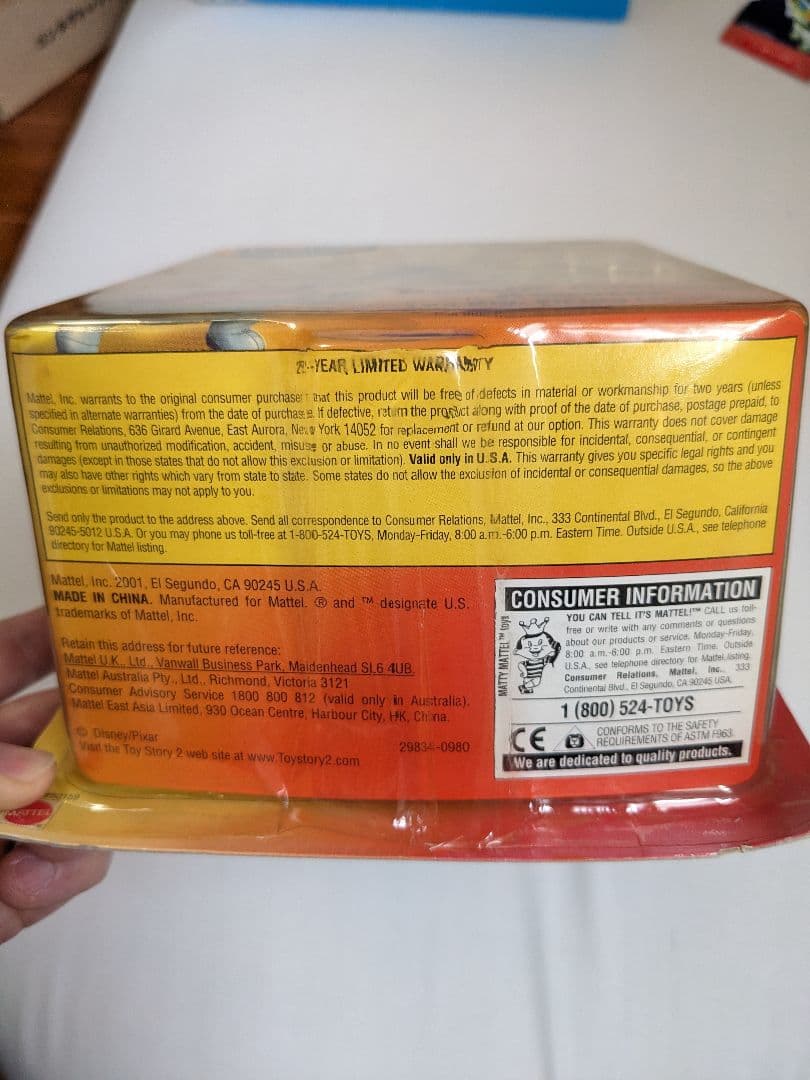 2-YEAR LIMITED WARRANTY
Mattel, Inc. warrants to the original consumer purchaser that this product will be free of defects in material or workmanship for two years (unless
specified in alternate warranties) from the date of purchase. If defective, return the product along with proof of the date of purchase, postage prepaid, to
Consumer Relations, 636 Girard Avenue, East Aurora, New York 14052 for replacement or refund at our option. This warranty does not cover damage
resulting from unauthorized modification, accident, misuse or abuse. In no event shall we be responsible for incidental, consequential, or contingent
damages (except in those states that do not allow this exclusion or limitation). Valid only in U.S.A. This warranty gives you specific legal rights and you
may also have other rights which vary from state to state. Some states do not allow the exclusion of incidental or consequential damages, so the above
exclusions or limitations may not apply to you.
Send only the product to the address above. Send all correspondence to Consumer Relations, Mattel, Inc., 333 Continental Blvd., El Segundo, California
90245-5012 U.S.A. Or you may phone us toll-free at 1-800-524-TOYS, Monday-Friday, 8:00 a.m.-6:00 p.m. Eastern Time. Outside U.S.A., see telephone
directory for Mattel listing.
Mattel, Inc. 2001, El Segundo, CA 90245 U.S.A.
MADE IN CHINA. Manufactured for Mattel. ® and ™ designate U.S.
trademarks of Mattel, Inc.
Retain this address for future reference:
Mattel U.K., Ltd., Vanwall Business Park, Maidenhead SL6 4UB.
Mattel Australia Pty., Ltd., Richmond, Victoria 3121
Consumer Advisory Service 1800 800 812 (valid only in Australia).
Mattel East Asia Limited, 930 Ocean Centre, Harbour City, HK, China.
© Disney/Pixar
Visit the Toy Story 2 web site at www.Toystory2.com
29834-0980
CONSUMER INFORMATION
MATTY MATTEL™ toys
YOU CAN TELL IT'S MATTEL!™ CALL us toll-
free or write with any comments or questions
about our products or service. Monday-Friday,
8:00 a.m.-6:00 p.m. Eastern Time. Outside
U.S.A., see telephone directory for Mattel listing.
Consumer Relations, Mattel, Inc., 333
Continental Blvd., El Segundo, CA 90245 USA.
1 (800) 524-TOYS
CE
CONFORMS TO THE SAFETY
REQUIREMENTS OF ASTM F963.
We are dedicated to quality products.
MATTEL